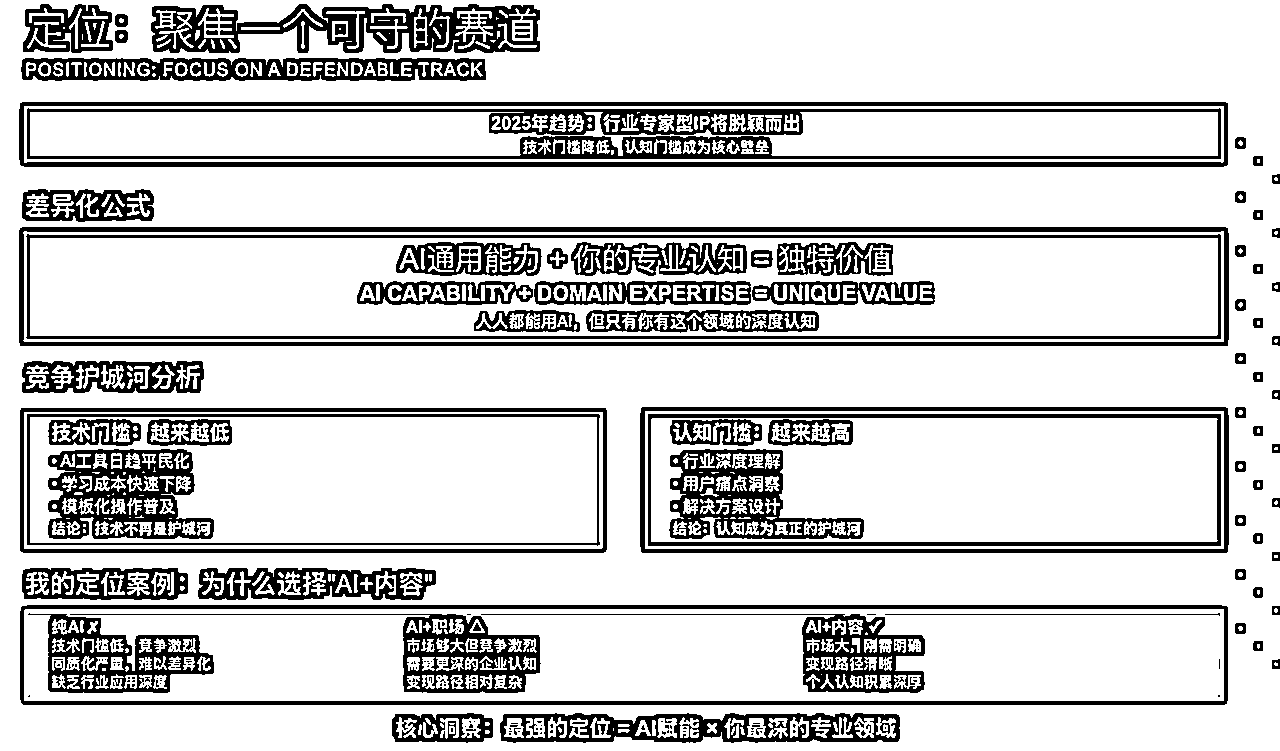 定位：聚焦一个可守的赛道
POSITIONING: FOCUS ON A DEFENDABLE TRACK
2025年趋势：行业专家型IP将脱颖而出
技术门槛降低，认知门槛成为核心壁垒
差异化公式
AI通用能力 + 你的专业认知 = 独特价值
AI CAPABILITY + DOMAIN EXPERTISE = UNIQUE VALUE
人人都能用AI，但只有你有这个领域的深度认知
竞争护城河分析
技术门槛：越来越低
•AI工具日趋平民化
•学习成本快速下降
•模板化操作普及
结论：技术不再是护城河
认知门槛：越来越高
•行业深度理解
•用户痛点洞察
•解决方案设计
结论：认知成为真正的护城河
我的定位案例：为什么选择"AI+内容"
纯AI ✗
技术门槛低，竞争激烈
同质化严重，难以差异化
缺乏行业应用深度
AI+职场 △
市场够大但竞争激烈
需要更深的企业认知
变现路径相对复杂
AI+内容 ✓
市场大，刚需明确
变现路径清晰
个人认知积累深厚
核心洞察：最强的定位 = AI赋能 × 你最深的专业领域